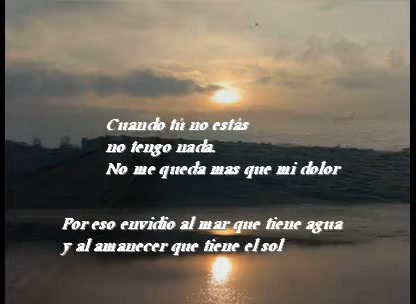 Cuando tú no estás
no tengo nada.
No me queda mas que mi dolor
Por eso envidio al mar que tiene agua
y al amanecer que tiene el sol